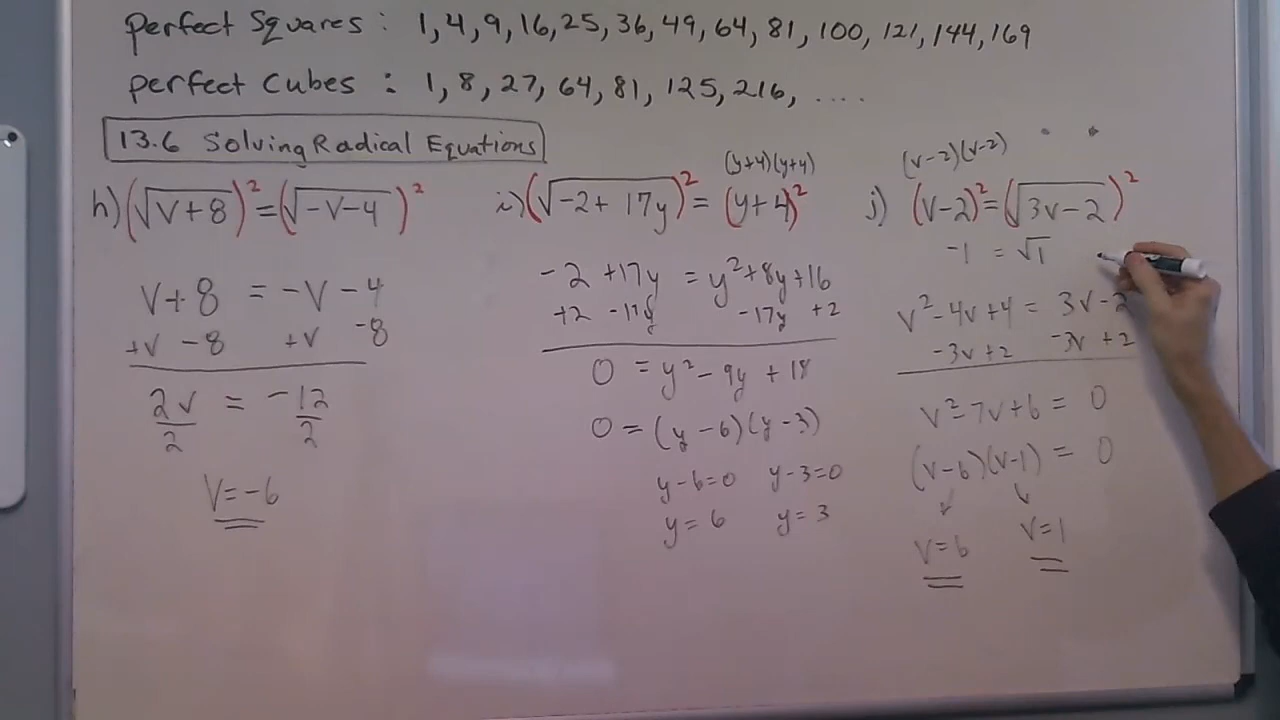 perfect Squares : 1, 4, 9, 16, 25, 36, 49, 64, 81, 100, 121, 144, 169
perfect Cubes : 1, 8, 27, 64, 81, 125, 216, ....
13.6 Solving Radical Equations
h) (√(v+8))² = (√(-v-4))²
v+8 = -v-4
+v -8 +v -8
2v/2 = -12/2
v=-6
(y+4)(y+4)
i) (√(-2+17y))² = (y+4)²
-2+17y = y²+8y+16
+2 -17y -17y +2
0 = y²-9y+18
0 = (y-6)(y-3)
y-6=0 y-3=0
y=6 y=3
(v-2)(v-2)
j) (v-2)² = (√(3v-2))²
-1 = √1
v²-4v+4 = 3v-2
-3v+2 -3v+2
v²-7v+6 = 0
(v-6)(v-1) = 0
v=6 v=1